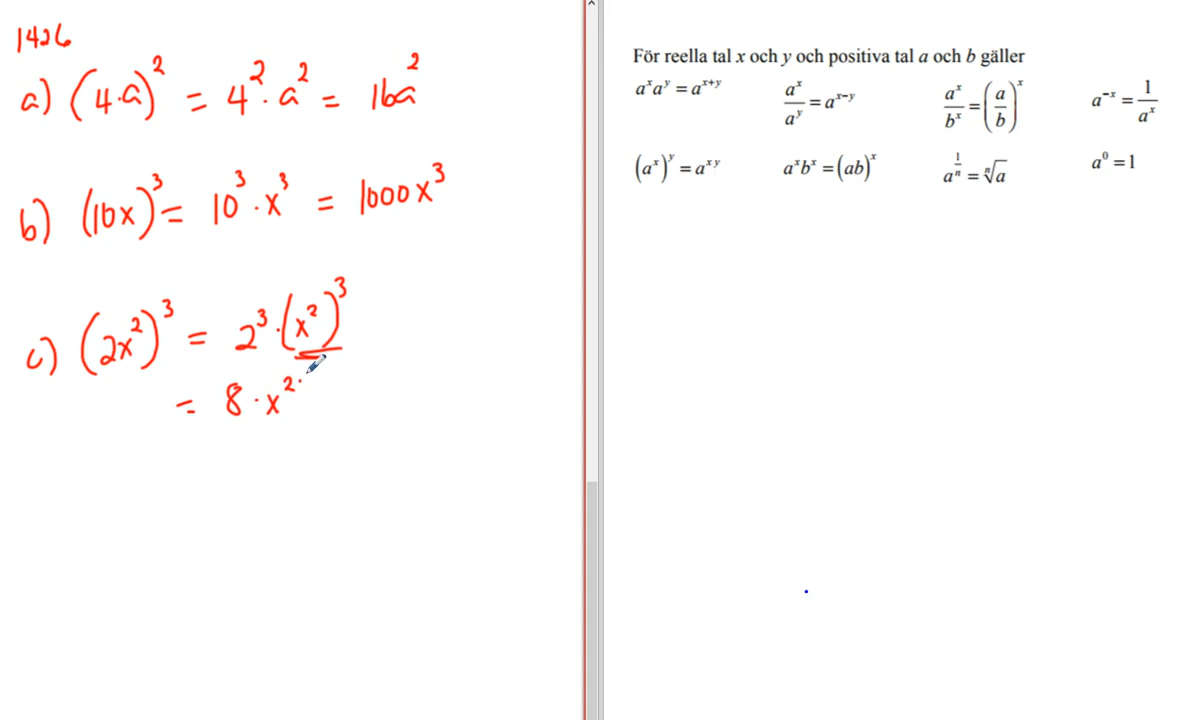 1426
a) (4·a)² = 4²·a² = 16a²
b) (10x)³ = 10³·x³ = 1000x³
c) (2x²)³ = 2³·(x²)³
= 8·x²·
För reella tal x och y och positiva tal a och b gäller
aˣaʸ = aˣ⁺ʸ aˣ/aʸ = aˣ⁻ʸ aˣ/bˣ = (a/b)ˣ a⁻ˣ = 1/aˣ
(aˣ)ʸ = aˣʸ aˣbˣ = (ab)ˣ a^(1/n) = ⁿ√a a⁰ = 1